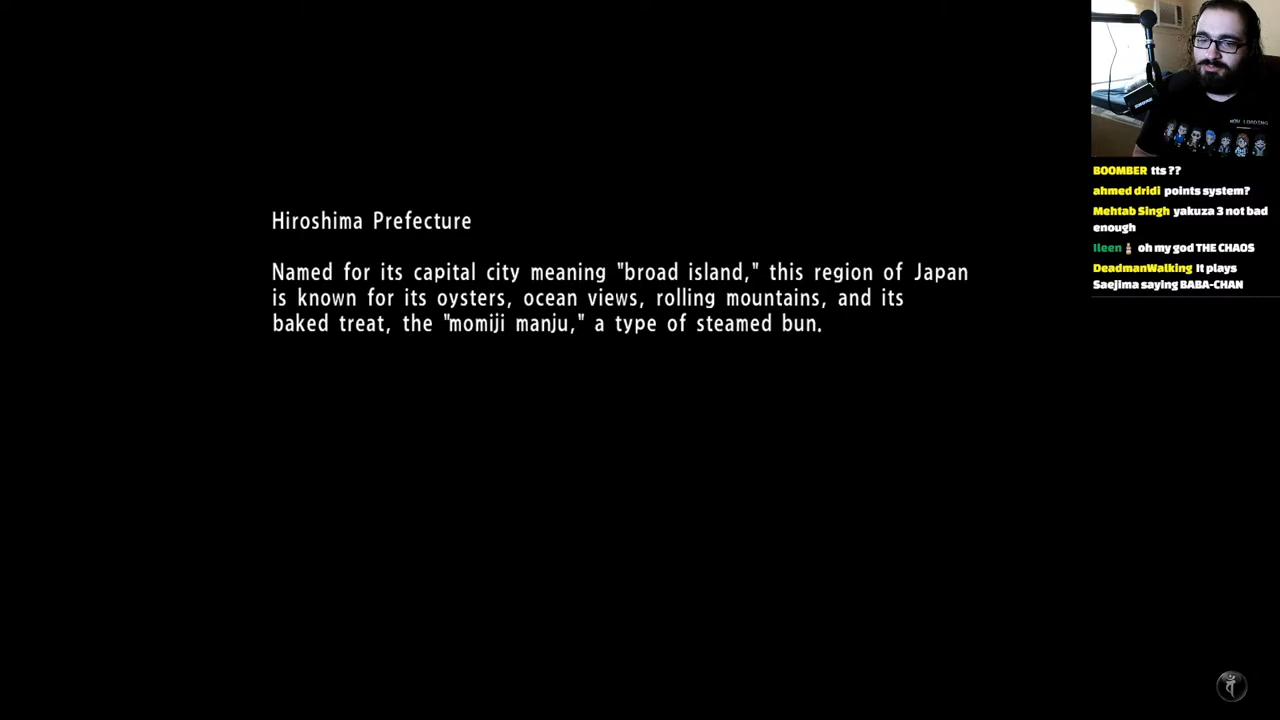 Hiroshima Prefecture
Named for its capital city meaning "broad island," this region of Japan
is known for its oysters, ocean views, rolling mountains, and its
baked treat, the "momiji manju," a type of steamed bun.
NOW LOADING
BOOMBER tts ??
ahmed dridi points system?
Mehtab Singh yakuza 3 not bad
enough
Ileen oh my god THE CHAOS
DeadmanWalking It plays
Saejima saying BABA-CHAN